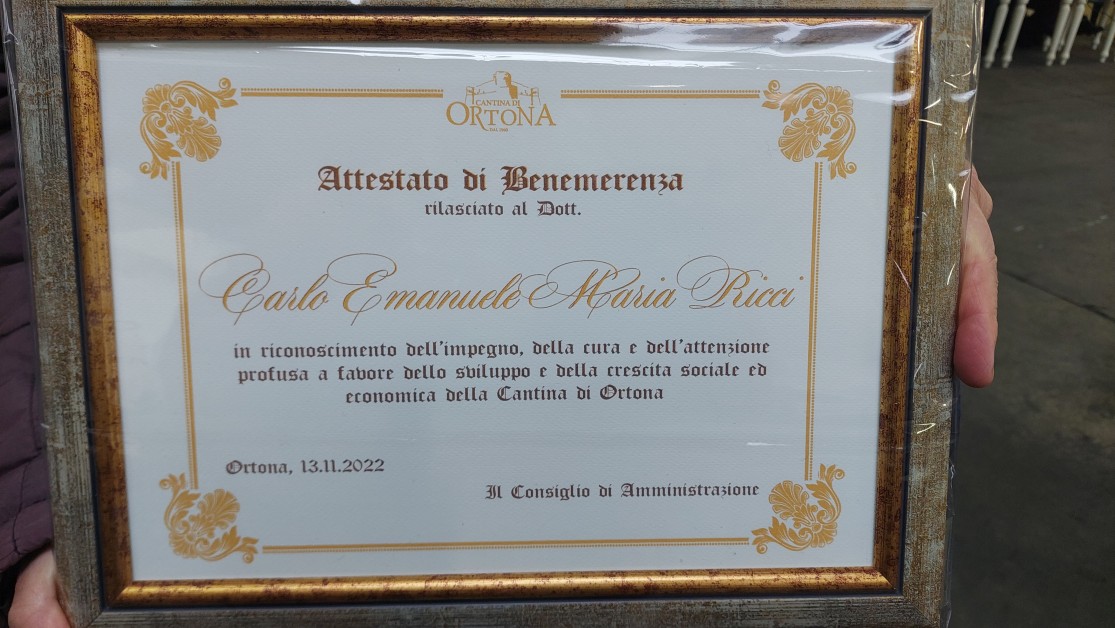 CANTINA DI
ORTONA
DAL 1960
Attestato di Benemerenza
rilasciato al Dott.
Carlo Emanuele Maria Ricci
in riconoscimento dell'impegno, della cura e dell'attenzione
profusa a favore dello sviluppo e della crescita sociale ed
economica della Cantina di Ortona
Ortona, 13.11.2022
Il Consiglio di Amministrazione